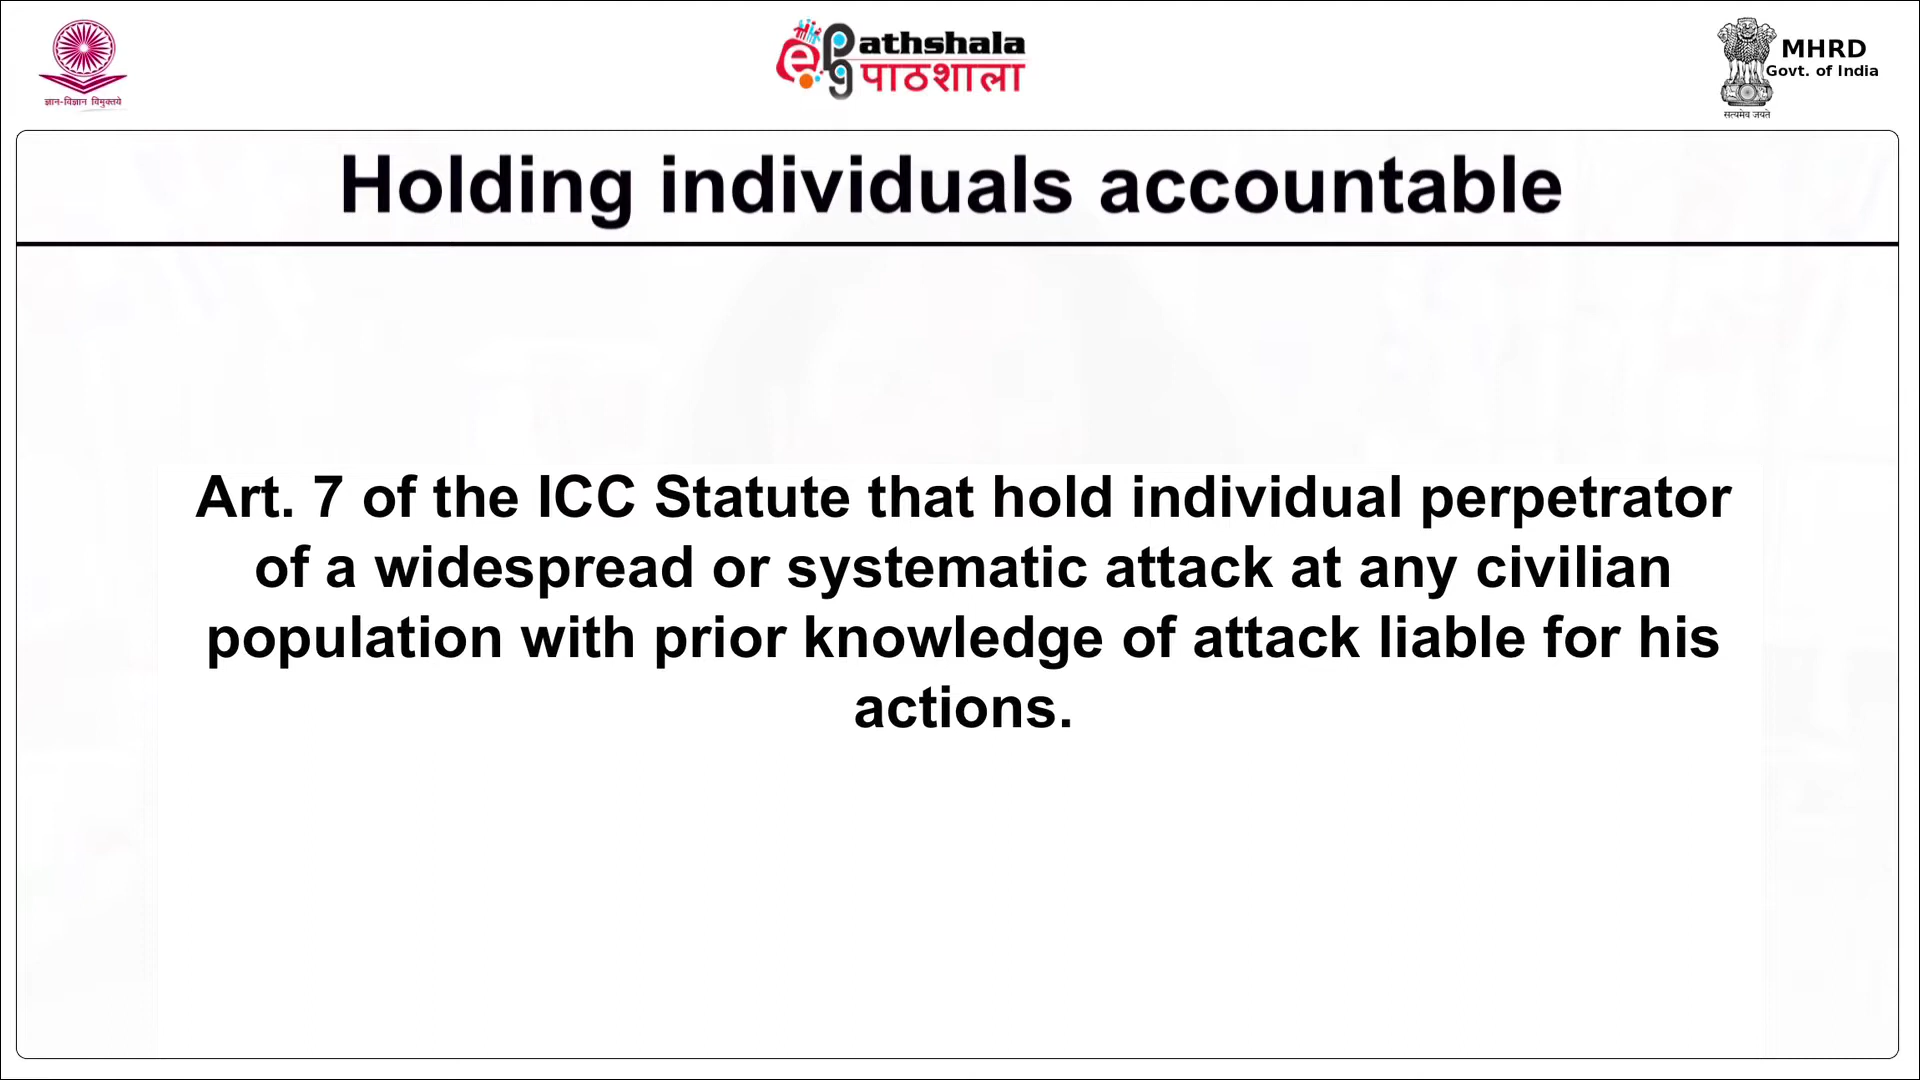 ज्ञान-विज्ञान विमुक्तये
ePGathshala
पाठशाला
MHRD
Govt. of India
सत्यमेव जयते
Holding individuals accountable
Art. 7 of the ICC Statute that hold individual perpetrator
of a widespread or systematic attack at any civilian
population with prior knowledge of attack liable for his
actions.